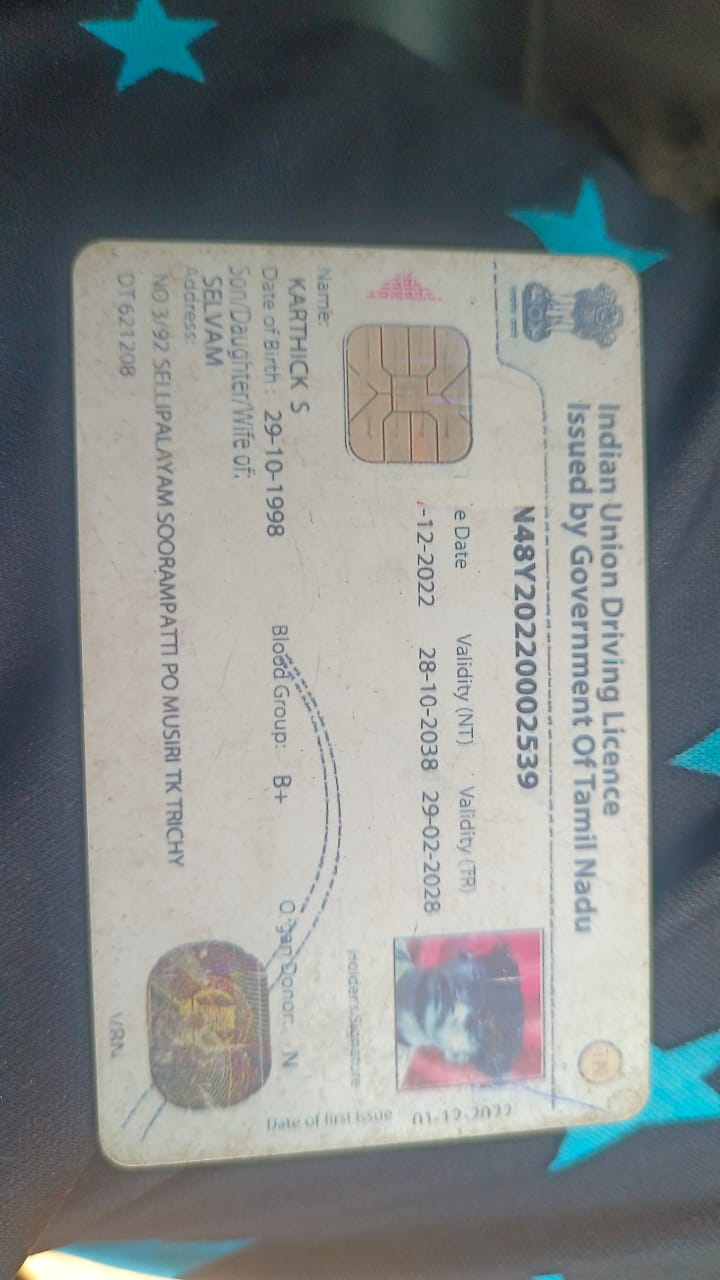 Indian Union Driving Licence
Issued by Government Of Tamil Nadu
N48Y20220002539
e Date Validity (NT) Validity (TR)
-12-2022 28-10-2038 29-02-2028
Holder's Signature
Name:
KARTHICK S
Date of Birth : 29-10-1998 Blood Group: B+ Organ Donor: N
Son/Daughter/Wife of:
SELVAM
Address:
NO 3/92 SELLIPALAYAM SOORAMPATTI PO MUSIRI TK TRICHY
DT 621208
Date of first Issue 01-12-2022
TN